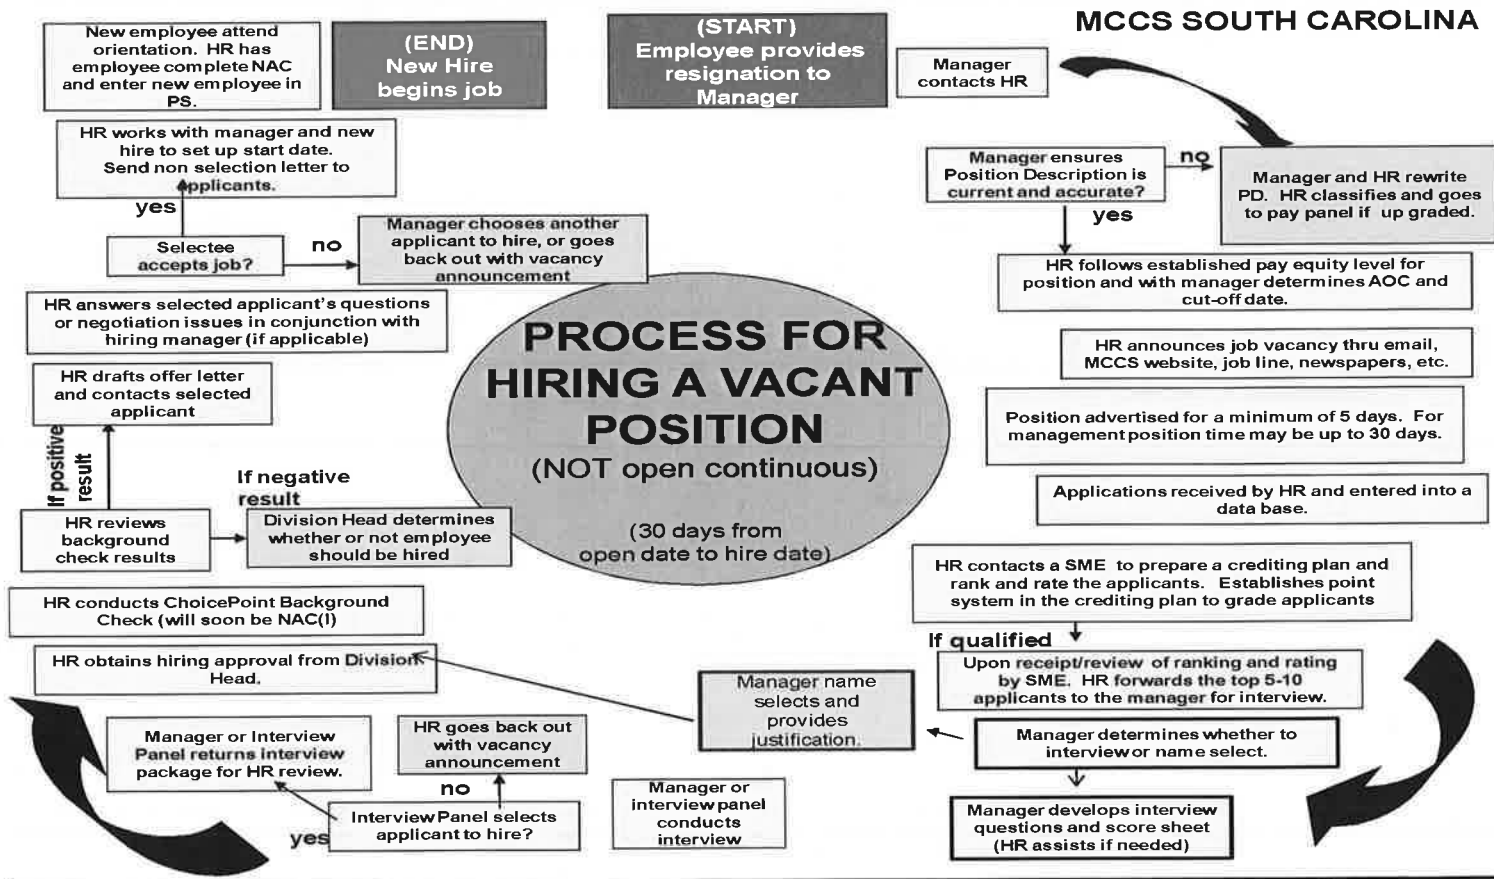 MCCS SOUTH CAROLINA
(START)
Employee provides
resignation to
Manager
Manager
contacts HR
Manager ensures
Position Description is
current and accurate?
no
Manager and HR rewrite
PD. HR classifies and goes
to pay panel if up graded.
yes
HR follows established pay equity level for
position and with manager determines AOC and
cut-off date.
HR announces job vacancy thru email,
MCCS website, job line, newspapers, etc.
Position advertised for a minimum of 5 days. For
management position time may be up to 30 days.
Applications received by HR and entered into a
data base.
HR contacts a SME to prepare a crediting plan and
rank and rate the applicants. Establishes point
system in the crediting plan to grade applicants
If qualified
Upon receipt/review of ranking and rating
by SME. HR forwards the top 5-10
applicants to the manager for interview.
Manager determines whether to
interview or name select.
Manager name
selects and
provides
justification.
Manager develops interview
questions and score sheet
(HR assists if needed)
Manager or
interview panel
conducts
interview
Interview Panel selects
applicant to hire?
no
HR goes back out
with vacancy
announcement
yes
Manager or Interview
Panel returns interview
package for HR review.
HR obtains hiring approval from Division
Head.
HR conducts ChoicePoint Background
Check (will soon be NAC(I)
HR reviews
background
check results
If negative
result
Division Head determines
whether or not employee
should be hired
If positive
result
HR drafts offer letter
and contacts selected
applicant
HR answers selected applicant's questions
or negotiation issues in conjunction with
hiring manager (if applicable)
Selectee
accepts job?
no
Manager chooses another
applicant to hire, or goes
back out with vacancy
announcement
yes
HR works with manager and new
hire to set up start date.
Send non selection letter to
applicants.
New employee attend
orientation. HR has
employee complete NAC
and enter new employee in
PS.
(END)
New Hire
begins job
PROCESS FOR
HIRING A VACANT
POSITION
(NOT open continuous)
(30 days from
open date to hire date)